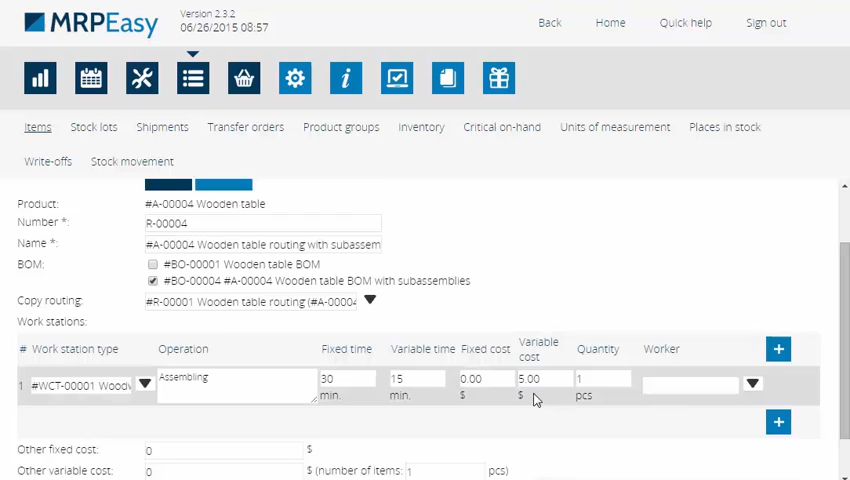 MRPEasy
Version 2.3.2
06/26/2015 08:57
Back Home Quick help Sign out
Items Stock lots Shipments Transfer orders Product groups Inventory Critical on-hand Units of measurement Places in stock
Write-offs Stock movement
Product: #A-00004 Wooden table
Number *: R-00004
Name *: #A-00004 Wooden table routing with subassem
BOM: #BO-00001 Wooden table BOM
#BO-00004 #A-00004 Wooden table BOM with subassemblies
Copy routing: #R-00001 Wooden table routing (#A-00004
Work stations:
# Work station type Operation Fixed time Variable time Fixed cost Variable cost Quantity Worker +
1 #WCT-00001 Woodw Assembling 30 min. 15 min. 0.00 $ 5.00 $ 1 pcs
+
Other fixed cost: 0 $
Other variable cost: 0 $ (number of items: 1 pcs)